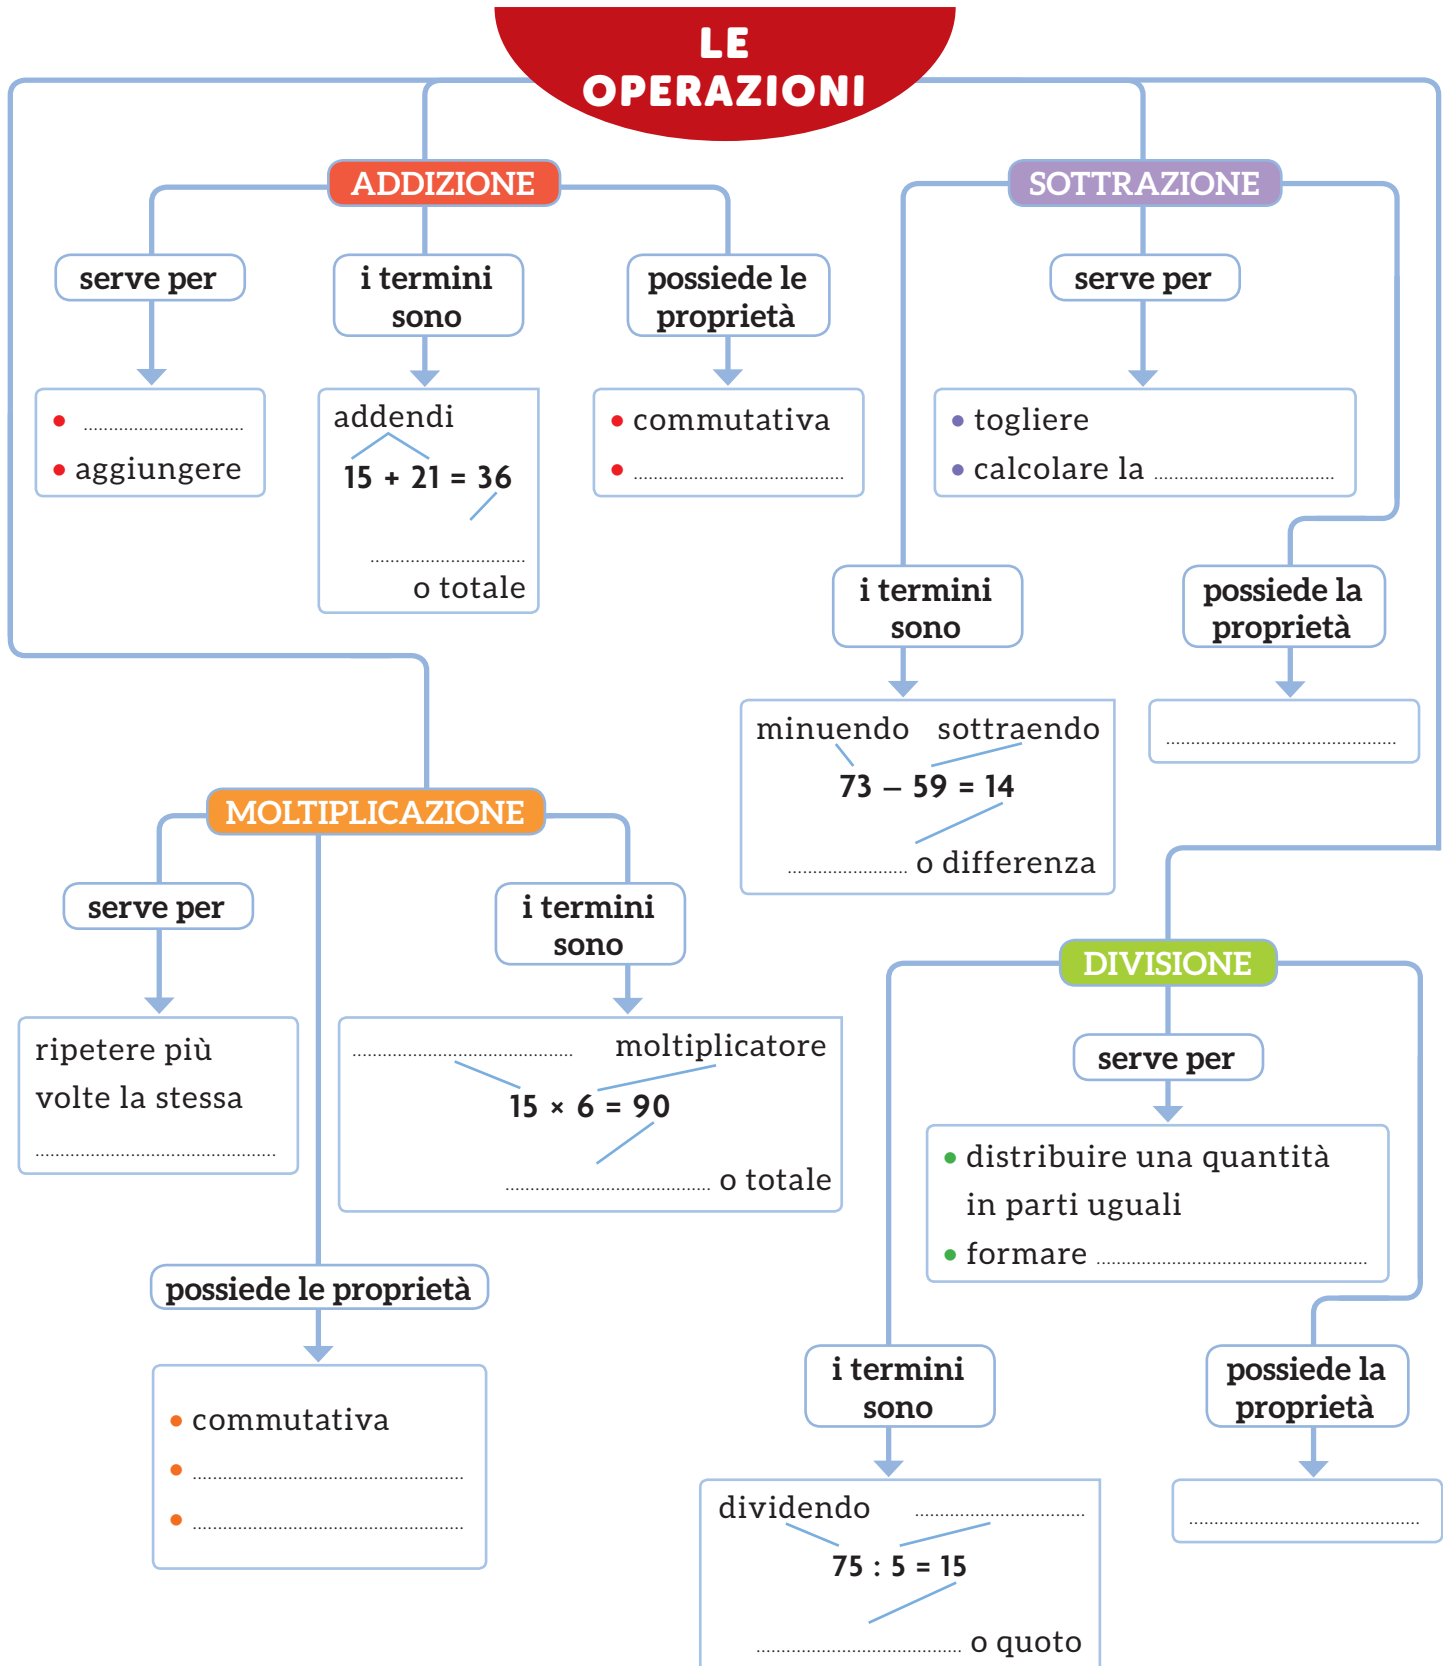 LE
OPERAZIONI
ADDIZIONE
serve per
• ................................
• aggiungere
i termini
sono
addendi
15 + 21 = 36
...............................
o totale
possiede le
proprietà
• commutativa
• ..........................................
SOTTRAZIONE
serve per
• togliere
• calcolare la ....................................
i termini
sono
minuendo sottraendo
73 – 59 = 14
........................ o differenza
possiede la
proprietà
..............................................
MOLTIPLICAZIONE
serve per
ripetere più
volte la stessa
................................................
i termini
sono
............................................ moltiplicatore
15 × 6 = 90
......................................... o totale
possiede le proprietà
• commutativa
• ......................................................
• ......................................................
DIVISIONE
serve per
• distribuire una quantità
in parti uguali
• formare ......................................................
i termini
sono
dividendo ..................................
75 : 5 = 15
......................................... o quoto
possiede la
proprietà
..............................................